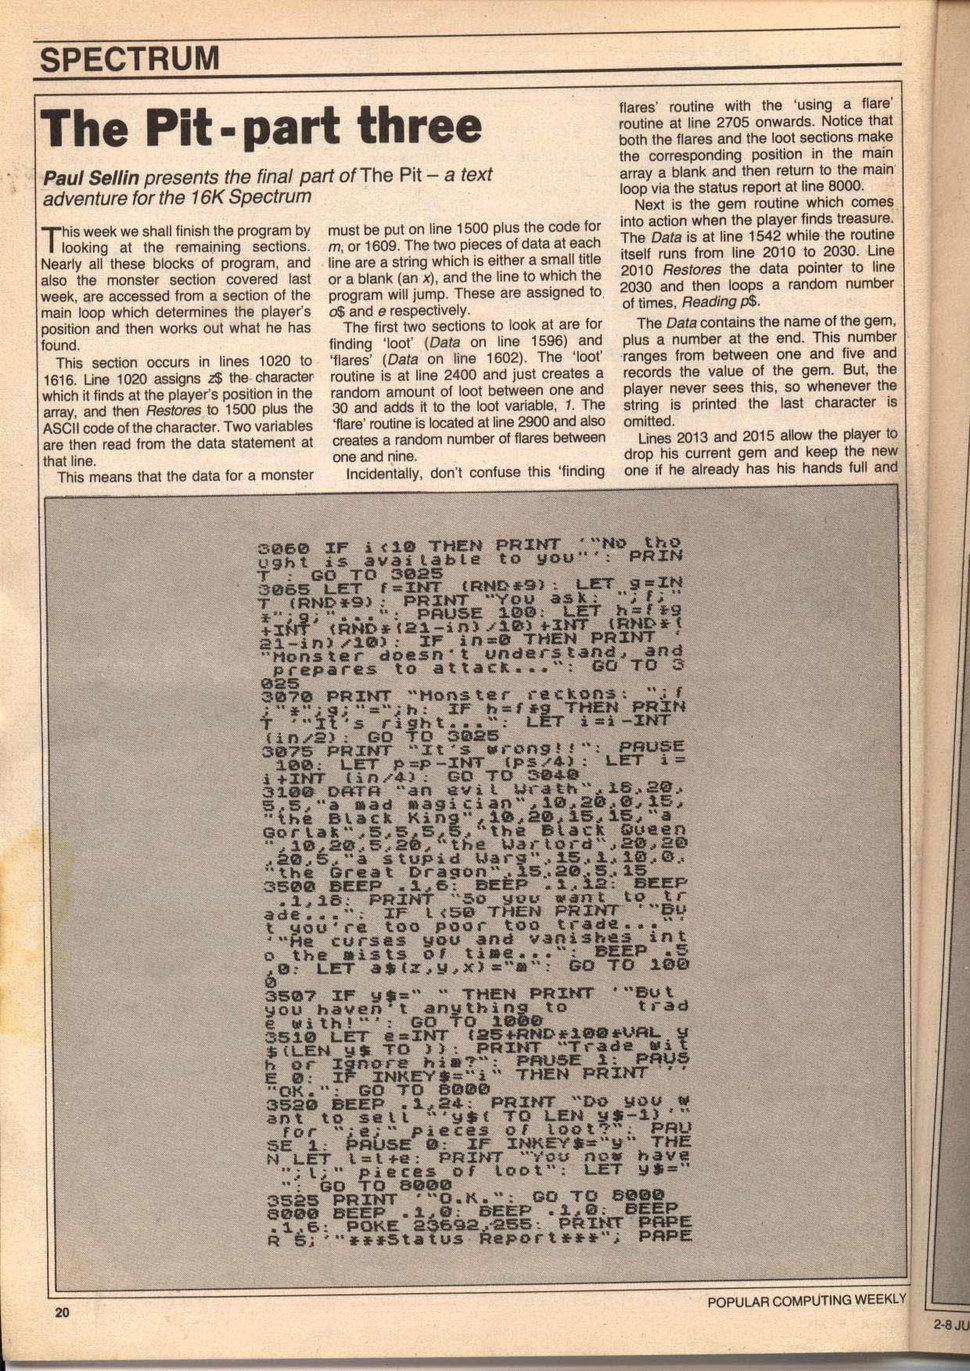 SPECTRUM
The Pit - part three
Paul Sellin presents the final part of The Pit – a text
adventure for the 16K Spectrum
This week we shall finish the program by
looking at the remaining sections.
Nearly all these blocks of program, and
also the monster section covered last
week, are accessed from a section of the
main loop which determines the player's
position and then works out what he has
found.
This section occurs in lines 1020 to
1616. Line 1020 assigns z$ the character
which it finds at the player's position in the
array, and then Restores to 1500 plus the
ASCII code of the character. Two variables
are then read from the data statement at
that line.
This means that the data for a monster
must be put on line 1500 plus the code for
m, or 1609. The two pieces of data at each
line are a string which is either a small title
or a blank (an x), and the line to which the
program will jump. These are assigned to
o$ and e respectively.
The first two sections to look at are for
finding 'loot' (Data on line 1596) and
'flares' (Data on line 1602). The 'loot'
routine is at line 2400 and just creates a
random amount of loot between one and
30 and adds it to the loot variable, 1. The
'flare' routine is located at line 2900 and also
creates a random number of flares between
one and nine.
Incidentally, don't confuse this 'finding
flares' routine with the 'using a flare'
routine at line 2705 onwards. Notice that
both the flares and the loot sections make
the corresponding position in the main
array a blank and then return to the main
loop via the status report at line 8000.
Next is the gem routine which comes
into action when the player finds treasure.
The Data is at line 1542 while the routine
itself runs from line 2010 to 2030. Line
2010 Restores the data pointer to line
2030 and then loops a random number
of times, Reading p$.
The Data contains the name of the gem,
plus a number at the end. This number
ranges from between one and five and
records the value of the gem. But, the
player never sees this, so whenever the
string is printed the last character is
omitted.
Lines 2013 and 2015 allow the player to
drop his current gem and keep the new
one if he already has his hands full and
3060 IF i<10 THEN PRINT '"No tho
ught is available to you"': PRIN
T : GO TO 3025
3065 LET f=INT (RND*9): LET g=IN
T (RND*9): PRINT "You ask: ";f;"
*";g;"...": PAUSE 100: LET h=f*g
+INT (RND*(21-in)/10)+INT (RND*(
21-in)/10): IF in=0 THEN PRINT '
"Monster doesn't understand, and
 prepares to attack...": GO TO 3
025
3070 PRINT "Monster reckons: ";f
;"*";g;"=";h: IF h=f*g THEN PRIN
T '"It's right...": LET i=i-INT
(in/2): GO TO 3025
3075 PRINT "It's wrong!!": PAUSE
 100: LET p=p-INT (ps/4): LET i=
i+INT (in/4): GO TO 3040
3100 DATA "an evil Wrath",18,20,
5,5,"a mad magician",10,20,0,15,
"the Black King",10,20,15,15,"a
Gorlak",5,5,5,5,"the Black Queen
",10,20,5,20,"the Warlord",20,20
,20,5,"a stupid Warg",15,1,10,0,
"the Great Dragon",15,20,5,15
3500 BEEP .1,6: BEEP .1,12: BEEP
 .1,18: PRINT "So you want to tr
ade...": IF l<50 THEN PRINT '"Bu
t you're too poor too trade..."'
'"He curses you and vanishes int
o the mists of time...": BEEP .5
,0: LET a$(z,y,x)="m": GO TO 100
0
3507 IF y$=" " THEN PRINT '"But
you haven't anything to trad
e with!"': GO TO 1000
3510 LET e=INT (25+RND*100*VAL y
$(LEN y$ TO )): PRINT "Trade wit
h or Ignore him?": PAUSE 1: PAUS
E 0: IF INKEY$="i" THEN PRINT ''
"OK.": GO TO 8000
3520 BEEP .1,24: PRINT "Do you w
ant to sell "'y$( TO LEN y$-1)'"
 for ";e;" pieces of loot?": PAU
SE 1: PAUSE 0: IF INKEY$="y" THE
N LET l=l+e: PRINT "You now have
 ";l;" pieces of loot": LET y$="
 ": GO TO 8000
3525 PRINT '"O.K.": GO TO 8000
8000 BEEP .1,0: BEEP .1,0: BEEP
.1,6: POKE 23692,255: PRINT PAPE
R 5;'"***Status Report***"; PAPE
20
POPULAR COMPUTING WEEKLY
2-8 JU